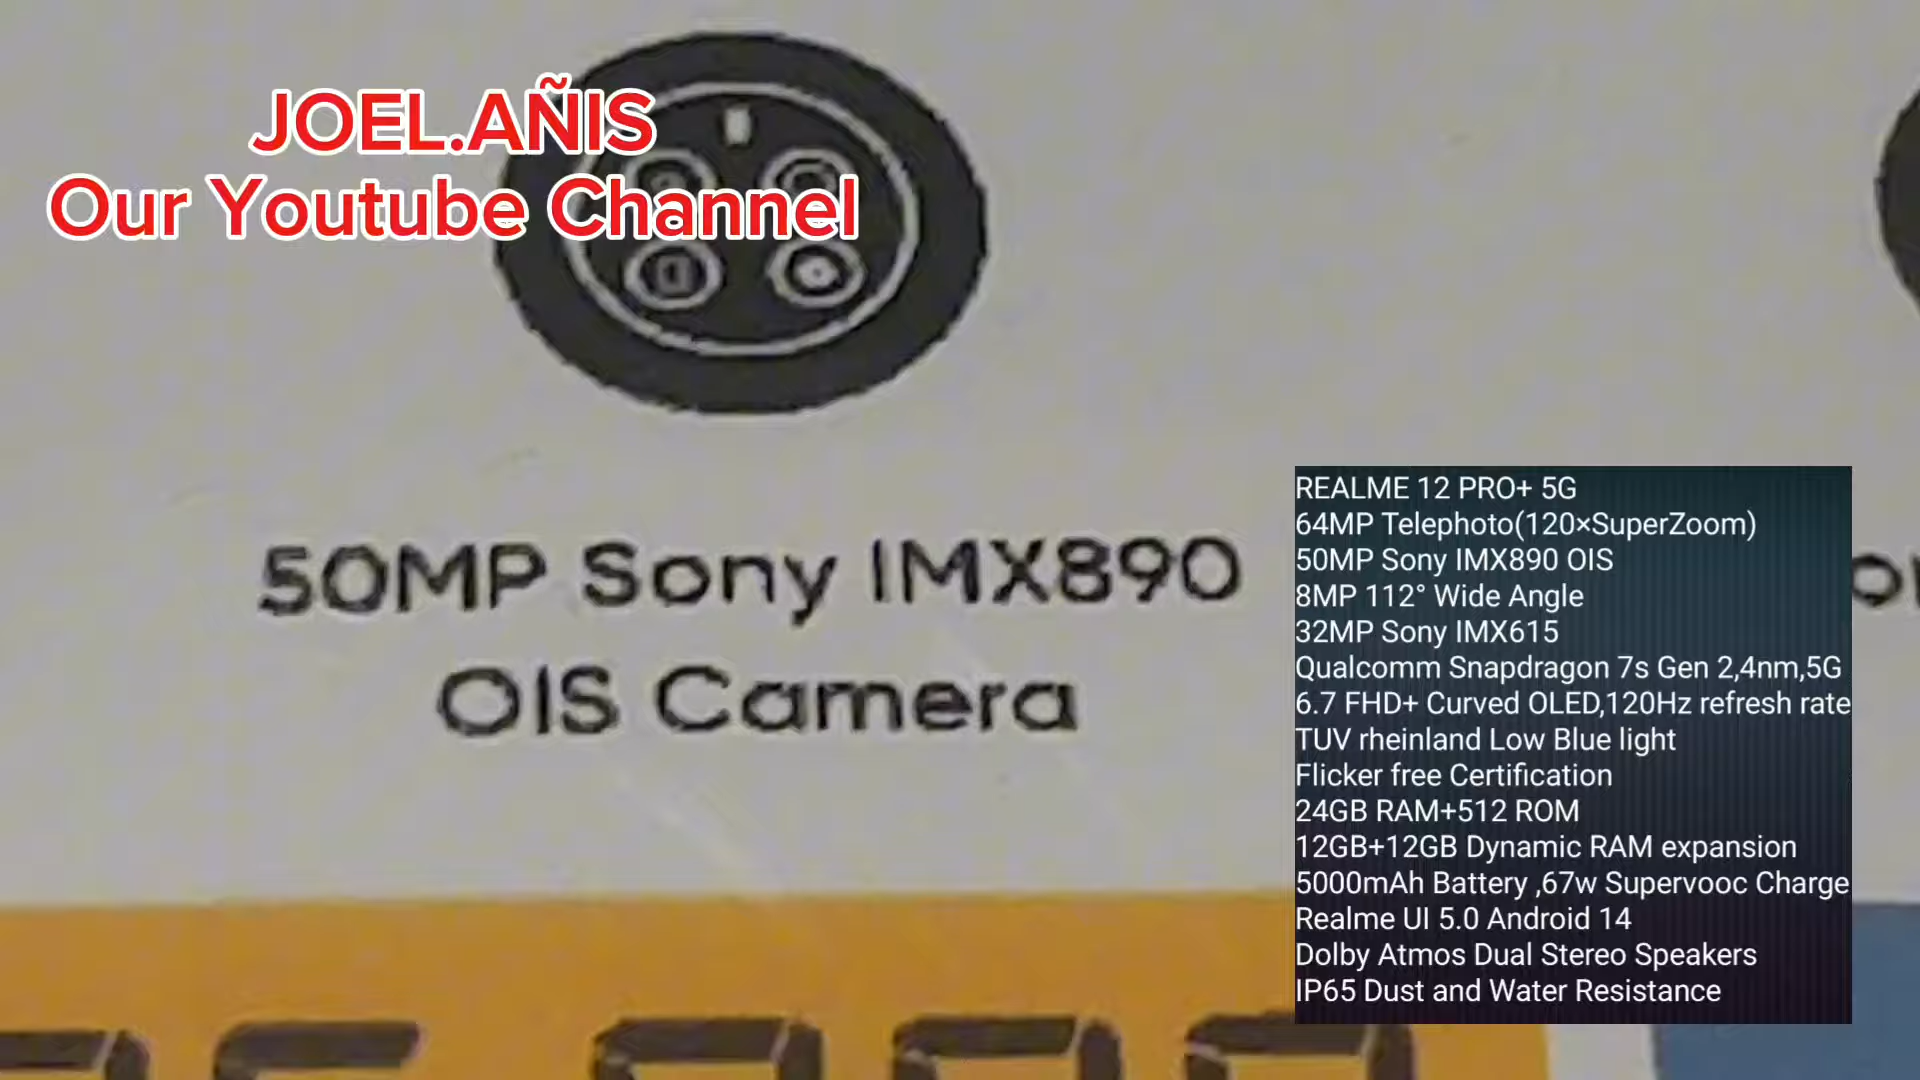 JOEL.AÑIS
Our Youtube Channel
50MP Sony IMX890
OIS Camera
REALME 12 PRO+ 5G
64MP Telephoto(120×SuperZoom)
50MP Sony IMX890 OIS
8MP 112° Wide Angle
32MP Sony IMX615
Qualcomm Snapdragon 7s Gen 2,4nm,5G
6.7 FHD+ Curved OLED,120Hz refresh rate
TUV rheinland Low Blue light
Flicker free Certification
24GB RAM+512 ROM
12GB+12GB Dynamic RAM expansion
5000mAh Battery ,67w Supervooc Charge
Realme UI 5.0 Android 14
Dolby Atmos Dual Stereo Speakers
IP65 Dust and Water Resistance